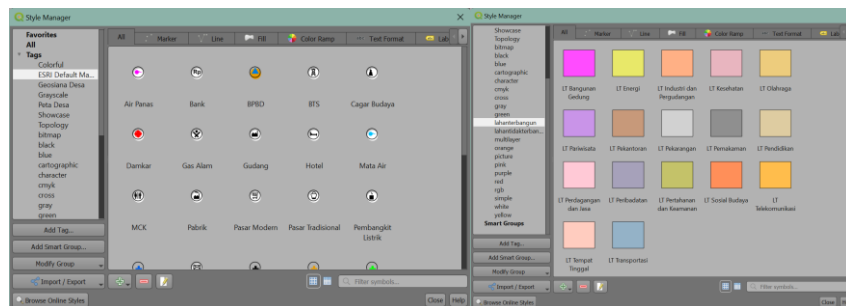 Style Manager
Favorites
All
Tags
Colorful
ESRI Default Ma...
Geosiana Desa
Grayscale
Peta Desa
Showcase
Topology
bitmap
black
blue
cartographic
character
cmyk
cross
gray
green
Add Tag...
Add Smart Group...
Modify Group
Import / Export
Browse Online Styles
All Marker Line Fill Color Ramp Text Format Lab
Air Panas Bank BPBD BTS Cagar Budaya
Damkar Gas Alam Gudang Hotel Mata Air
MCK Pabrik Pasar Modern Pasar Tradisional Pembangkit
Listrik
Filter symbols...
Close Help
Style Manager
Showcase
Topology
bitmap
black
blue
cartographic
character
cmyk
cross
gray
green
lahanterbangun
lahantidakterban...
multilayer
orange
picture
pink
purple
red
rgb
simple
white
yellow
Smart Groups
Add Tag...
Add Smart Group...
Modify Group
Import / Export
Browse Online Styles
All Marker Line Fill Color Ramp Text Format Lab
LT Bangunan Gedung LT Energi LT Industri dan Pergudangan LT Kesehatan LT Olahraga
LT Pariwisata LT Perkantoran LT Pekarangan LT Pemakaman LT Pendidikan
LT Perdagangan dan Jasa LT Peribadatan LT Pertahanan dan Keamanan LT Sosial Budaya LT Telekomunikasi
LT Tempat Tinggal LT Transportasi
Filter symbols...
Close